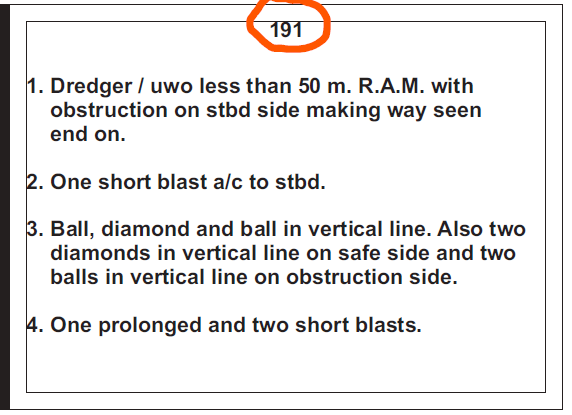 191
1. Dredger / uwo less than 50 m. R.A.M. with
obstruction on stbd side making way seen
end on.
2. One short blast a/c to stbd.
3. Ball, diamond and ball in vertical line. Also two
diamonds in vertical line on safe side and two
balls in vertical line on obstruction side.
4. One prolonged and two short blasts.